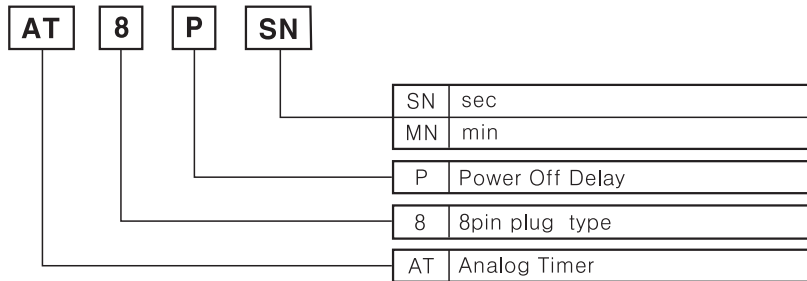 AT 8 P SN
SN sec
MN min
P Power Off Delay
8 8pin plug type
AT Analog Timer